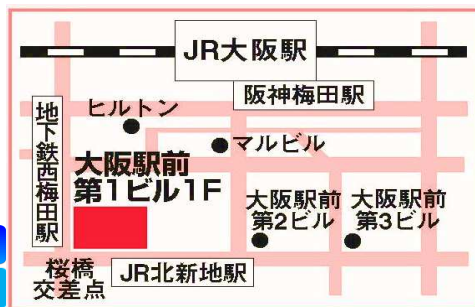 JR大阪駅
阪神梅田駅
ヒルトン
マルビル
地下鉄西梅田駅
大阪駅前
第1ビル1F
大阪駅前
第2ビル
大阪駅前
第3ビル
桜橋
交差点
JR北新地駅